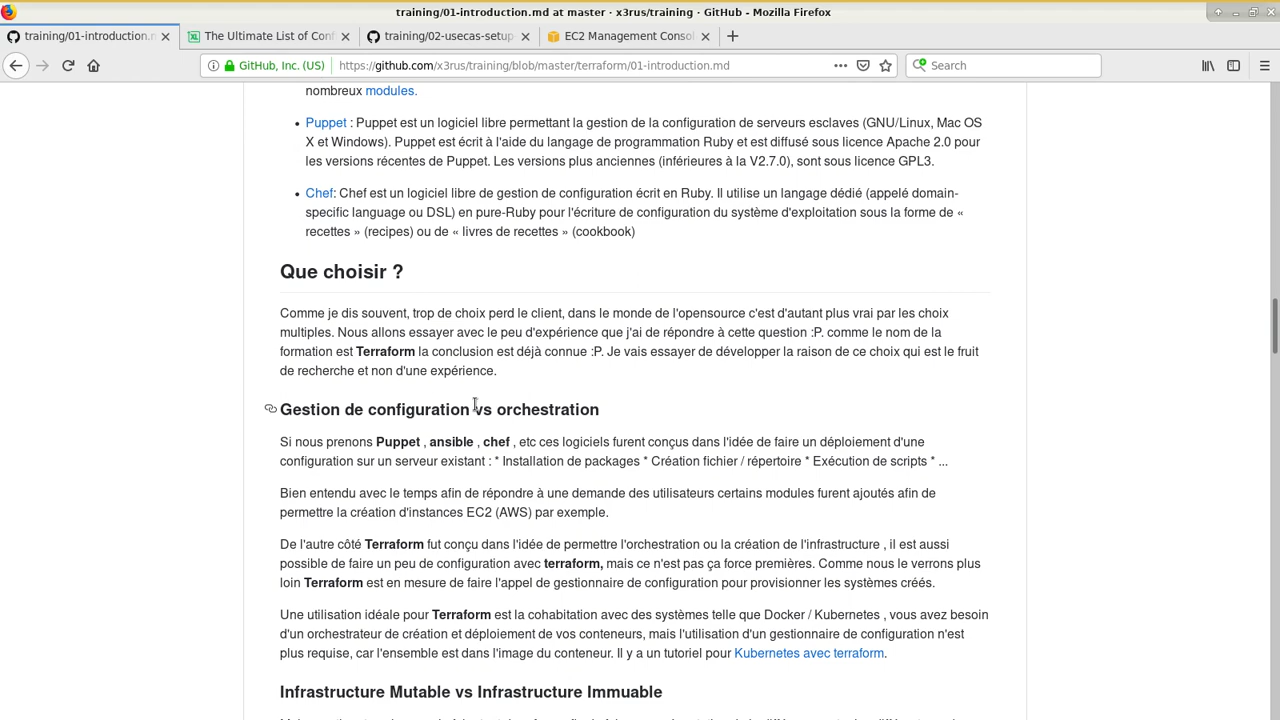 training/01-introduction.md at master · x3rus/training · GitHub - Mozilla Firefox
training/01-introduction.m
The Ultimate List of Conf
training/02-usecas-setup
EC2 Management Consol
GitHub, Inc. (US)
https://github.com/x3rus/training/blob/master/terraform/01-introduction.md
Search
nombreux modules.
• Puppet : Puppet est un logiciel libre permettant la gestion de la configuration de serveurs esclaves (GNU/Linux, Mac OS
X et Windows). Puppet est écrit à l'aide du langage de programmation Ruby et est diffusé sous licence Apache 2.0 pour
les versions récentes de Puppet. Les versions plus anciennes (inférieures à la V2.7.0), sont sous licence GPL3.
• Chef: Chef est un logiciel libre de gestion de configuration écrit en Ruby. Il utilise un langage dédié (appelé domain-
specific language ou DSL) en pure-Ruby pour l'écriture de configuration du système d'exploitation sous la forme de «
recettes » (recipes) ou de « livres de recettes » (cookbook)
Que choisir ?
Comme je dis souvent, trop de choix perd le client, dans le monde de l'opensource c'est d'autant plus vrai par les choix
multiples. Nous allons essayer avec le peu d'expérience que j'ai de répondre à cette question :P. comme le nom de la
formation est Terraform la conclusion est déjà connue :P. Je vais essayer de développer la raison de ce choix qui est le fruit
de recherche et non d'une expérience.
Gestion de configuration vs orchestration
Si nous prenons Puppet , ansible , chef , etc ces logiciels furent conçus dans l'idée de faire un déploiement d'une
configuration sur un serveur existant : * Installation de packages * Création fichier / répertoire * Exécution de scripts * ...
Bien entendu avec le temps afin de répondre à une demande des utilisateurs certains modules furent ajoutés afin de
permettre la création d'instances EC2 (AWS) par exemple.
De l'autre côté Terraform fut conçu dans l'idée de permettre l'orchestration ou la création de l'infrastructure , il est aussi
possible de faire un peu de configuration avec terraform, mais ce n'est pas ça force premières. Comme nous le verrons plus
loin Terraform est en mesure de faire l'appel de gestionnaire de configuration pour provisionner les systèmes créés.
Une utilisation idéale pour Terraform est la cohabitation avec des systèmes telle que Docker / Kubernetes , vous avez besoin
d'un orchestrateur de création et déploiement de vos conteneurs, mais l'utilisation d'un gestionnaire de configuration n'est
plus requise, car l'ensemble est dans l'image du conteneur. Il y a un tutoriel pour Kubernetes avec terraform.
Infrastructure Mutable vs Infrastructure Immuable